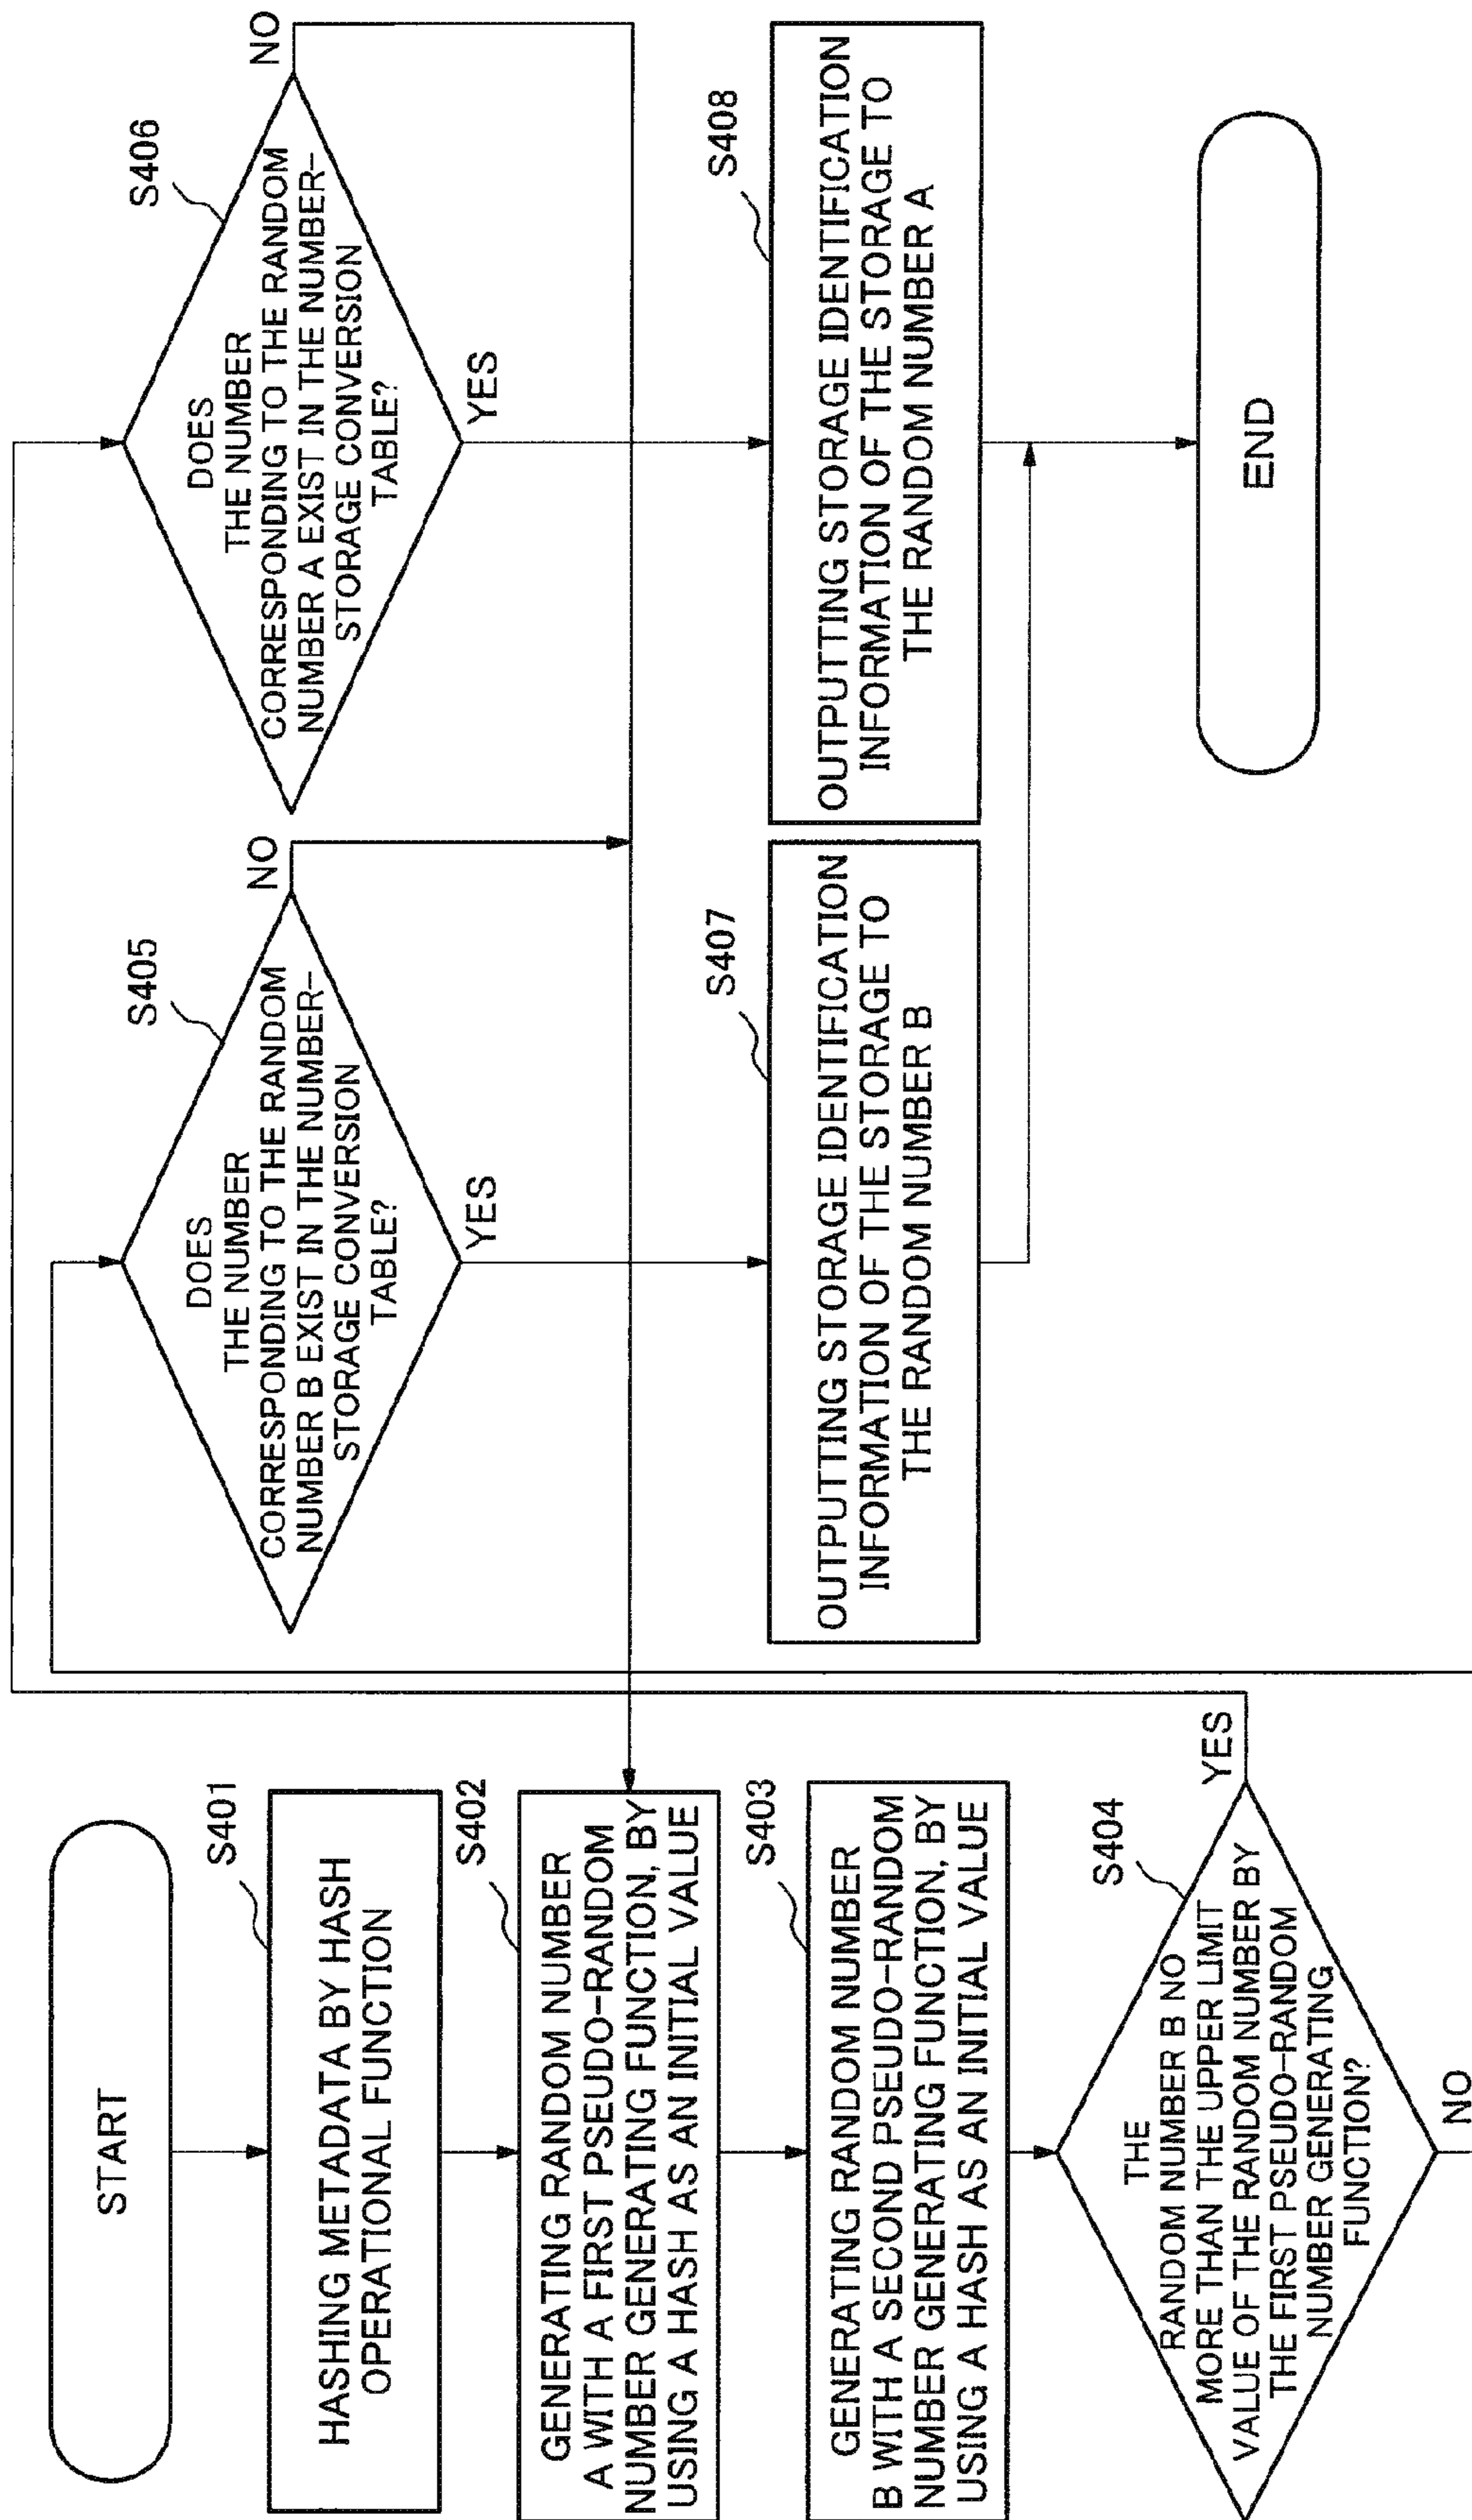 START
S401
HASHING METADATA BY HASH
OPERATIONAL FUNCTION
S402
GENERATING RANDOM NUMBER
A WITH A FIRST PSEUDO-RANDOM
NUMBER GENERATING FUNCTION, BY
USING A HASH AS AN INITIAL VALUE
S403
GENERATING RANDOM NUMBER
B WITH A SECOND PSEUDO-RANDOM
NUMBER GENERATING FUNCTION, BY
USING A HASH AS AN INITIAL VALUE
S404
THE
RANDOM NUMBER B NO
MORE THAN THE UPPER LIMIT
VALUE OF THE RANDOM NUMBER BY
THE FIRST PSEUDO-RANDOM
NUMBER GENERATING
FUNCTION?
YES
NO
S405
DOES
THE NUMBER
CORRESPONDING TO THE RANDOM
NUMBER B EXIST IN THE NUMBER-
STORAGE CONVERSION
TABLE?
NO
YES
S407
OUTPUTTING STORAGE IDENTIFICATION
INFORMATION OF THE STORAGE TO
THE RANDOM NUMBER B
S406
DOES
THE NUMBER
CORRESPONDING TO THE RANDOM
NUMBER A EXIST IN THE NUMBER-
STORAGE CONVERSION
TABLE?
NO
YES
S408
OUTPUTTING STORAGE IDENTIFICATION
INFORMATION OF THE STORAGE TO
THE RANDOM NUMBER A
END